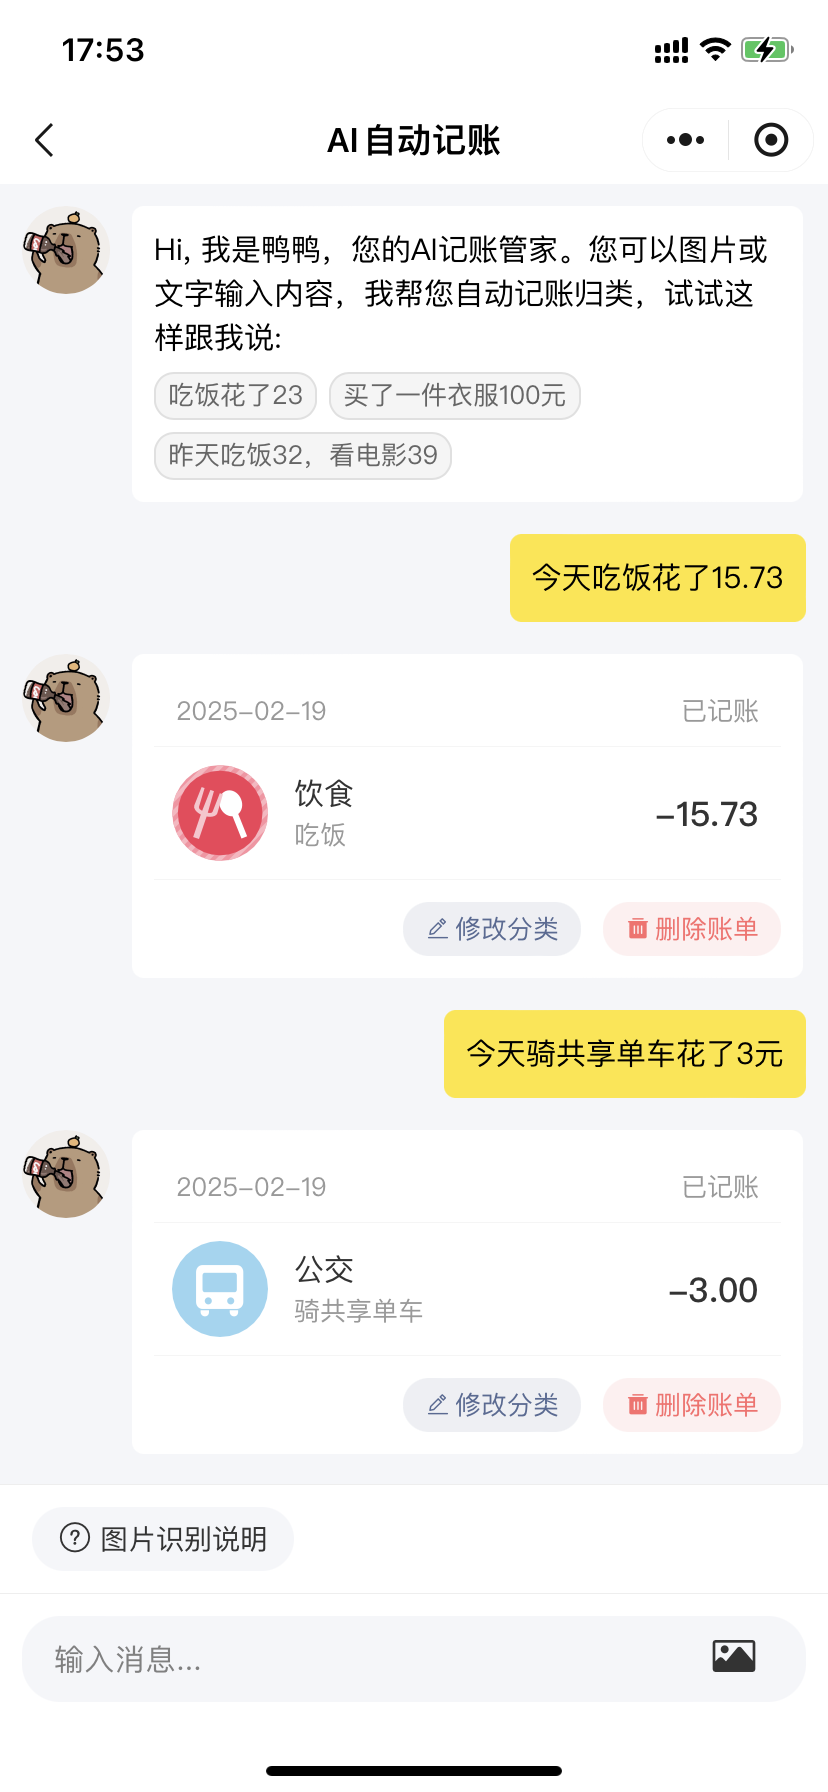 17:53
AI自动记账
Hi, 我是鸭鸭，您的AI记账管家。您可以图片或
文字输入内容，我帮您自动记账归类，试试这
样跟我说:
吃饭花了23
买了一件衣服100元
昨天吃饭32，看电影39
今天吃饭花了15.73
2025-02-19
已记账
饮食
吃饭
-15.73
修改分类
删除账单
今天骑共享单车花了3元
2025-02-19
已记账
公交
骑共享单车
-3.00
修改分类
删除账单
图片识别说明
输入消息...